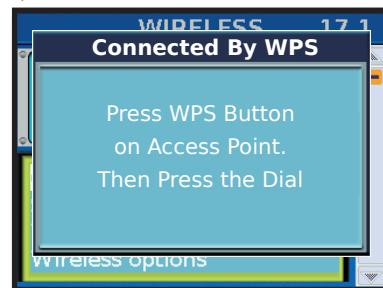 WIRELESS 17.1
Connected By WPS
Press WPS Button
on Access Point.
Then Press the Dial
Wireless options